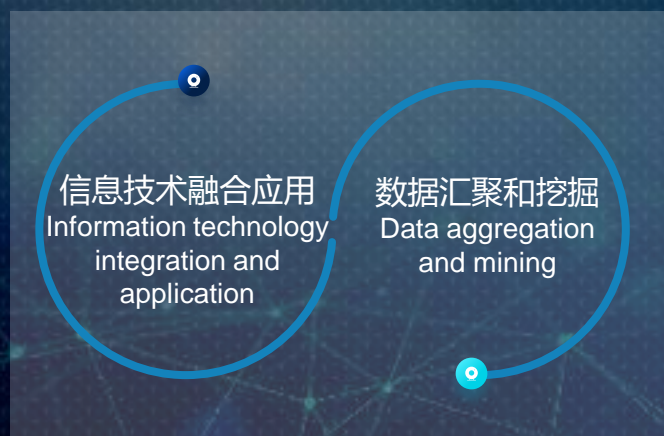 信息技术融合应用
Information technology
integration and
application
数据汇聚和挖掘
Data aggregation
and mining